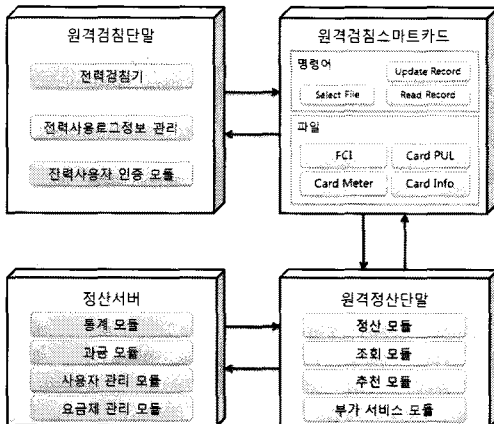 원격검침단말
전력검침기
전력사용로그정보 관리
전력사용자 인증 모듈
원격검침스마트카드
명령어
Update Record
Select File
Read Record
파일
FCI
Card PUL
Card Meter
Card Info
정산서버
통계 모듈
과금 모듈
사용자 관리 모듈
요금제 관리 모듈
원격정산단말
정산 모듈
조회 모듈
추천 모듈
부가 서비스 모듈